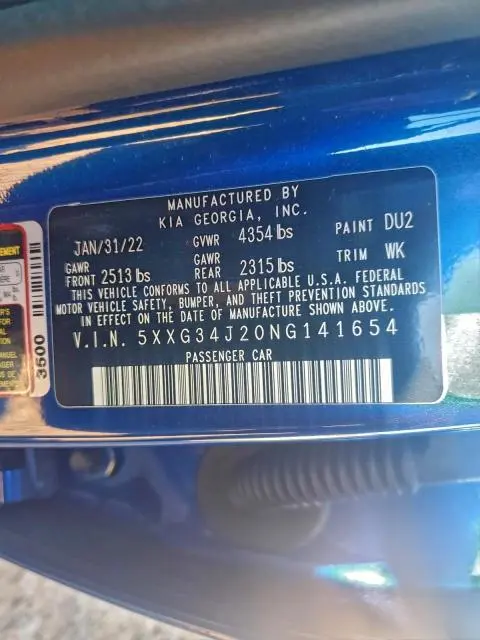 MANUFACTURED BY
KIA GEORGIA, INC.
JAN/31/22 GVWR 4354 lbs PAINT DU2
GAWR FRONT 2513 lbs GAWR REAR 2315 lbs TRIM WK
THIS VEHICLE CONFORMS TO ALL APPLICABLE U.S.A. FEDERAL
MOTOR VEHICLE SAFETY, BUMPER, AND THEFT PREVENTION STANDARDS
IN EFFECT ON THE DATE OF MANUFACTURE SHOWN ABOVE.
V.I.N. 5XXG34J20NG141654
PASSENGER CAR
3500